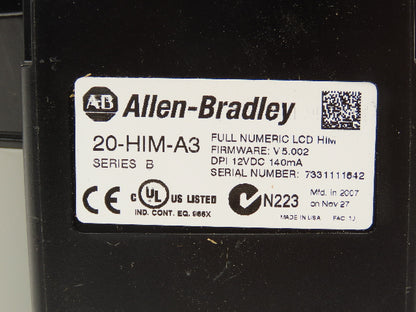 AB Allen-Bradley
20-HIM-A3
SERIES B
FULL NUMERIC LCD HIM
FIRMWARE: V 5.002
DPI 12VDC 140mA
SERIAL NUMBER: 7331111642
CE
C UL US LISTED
IND. CONT. EQ. 966X
N223
Mfd. in 2007
on Nov 27
MADE IN USA FAC. 1J